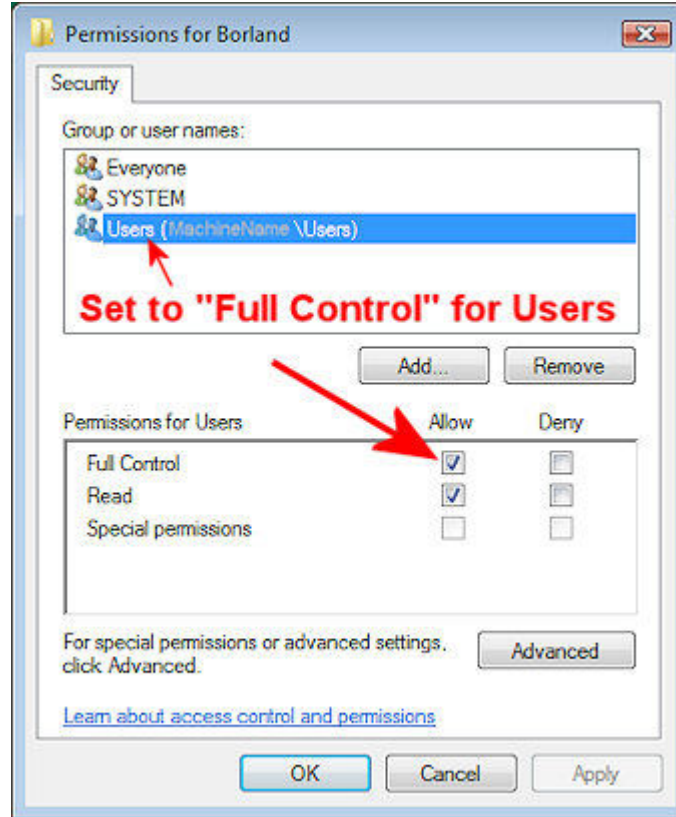 Permissions for Borland
Security
Group or user names:
Everyone
SYSTEM
Users (MachineName \Users)
Set to "Full Control" for Users
Add...
Remove
Permissions for Users Allow Deny
Full Control
Read
Special permissions
For special permissions or advanced settings,
click Advanced.
Advanced
Learn about access control and permissions
OK
Cancel
Apply